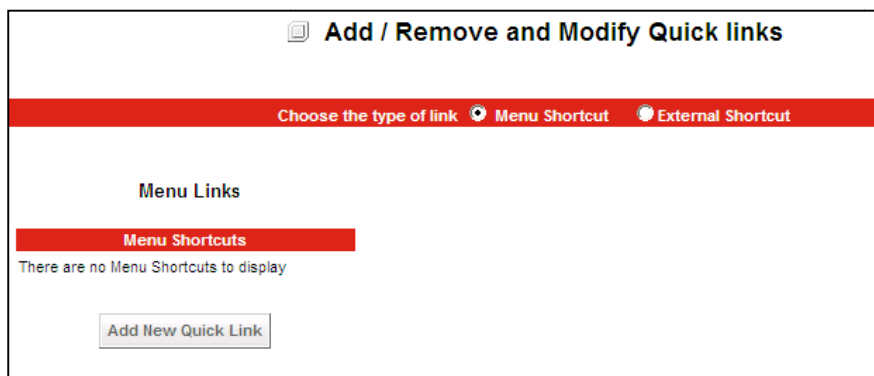 Add / Remove and Modify Quick links
Choose the type of link Menu Shortcut External Shortcut
Menu Links
Menu Shortcuts
There are no Menu Shortcuts to display
Add New Quick Link